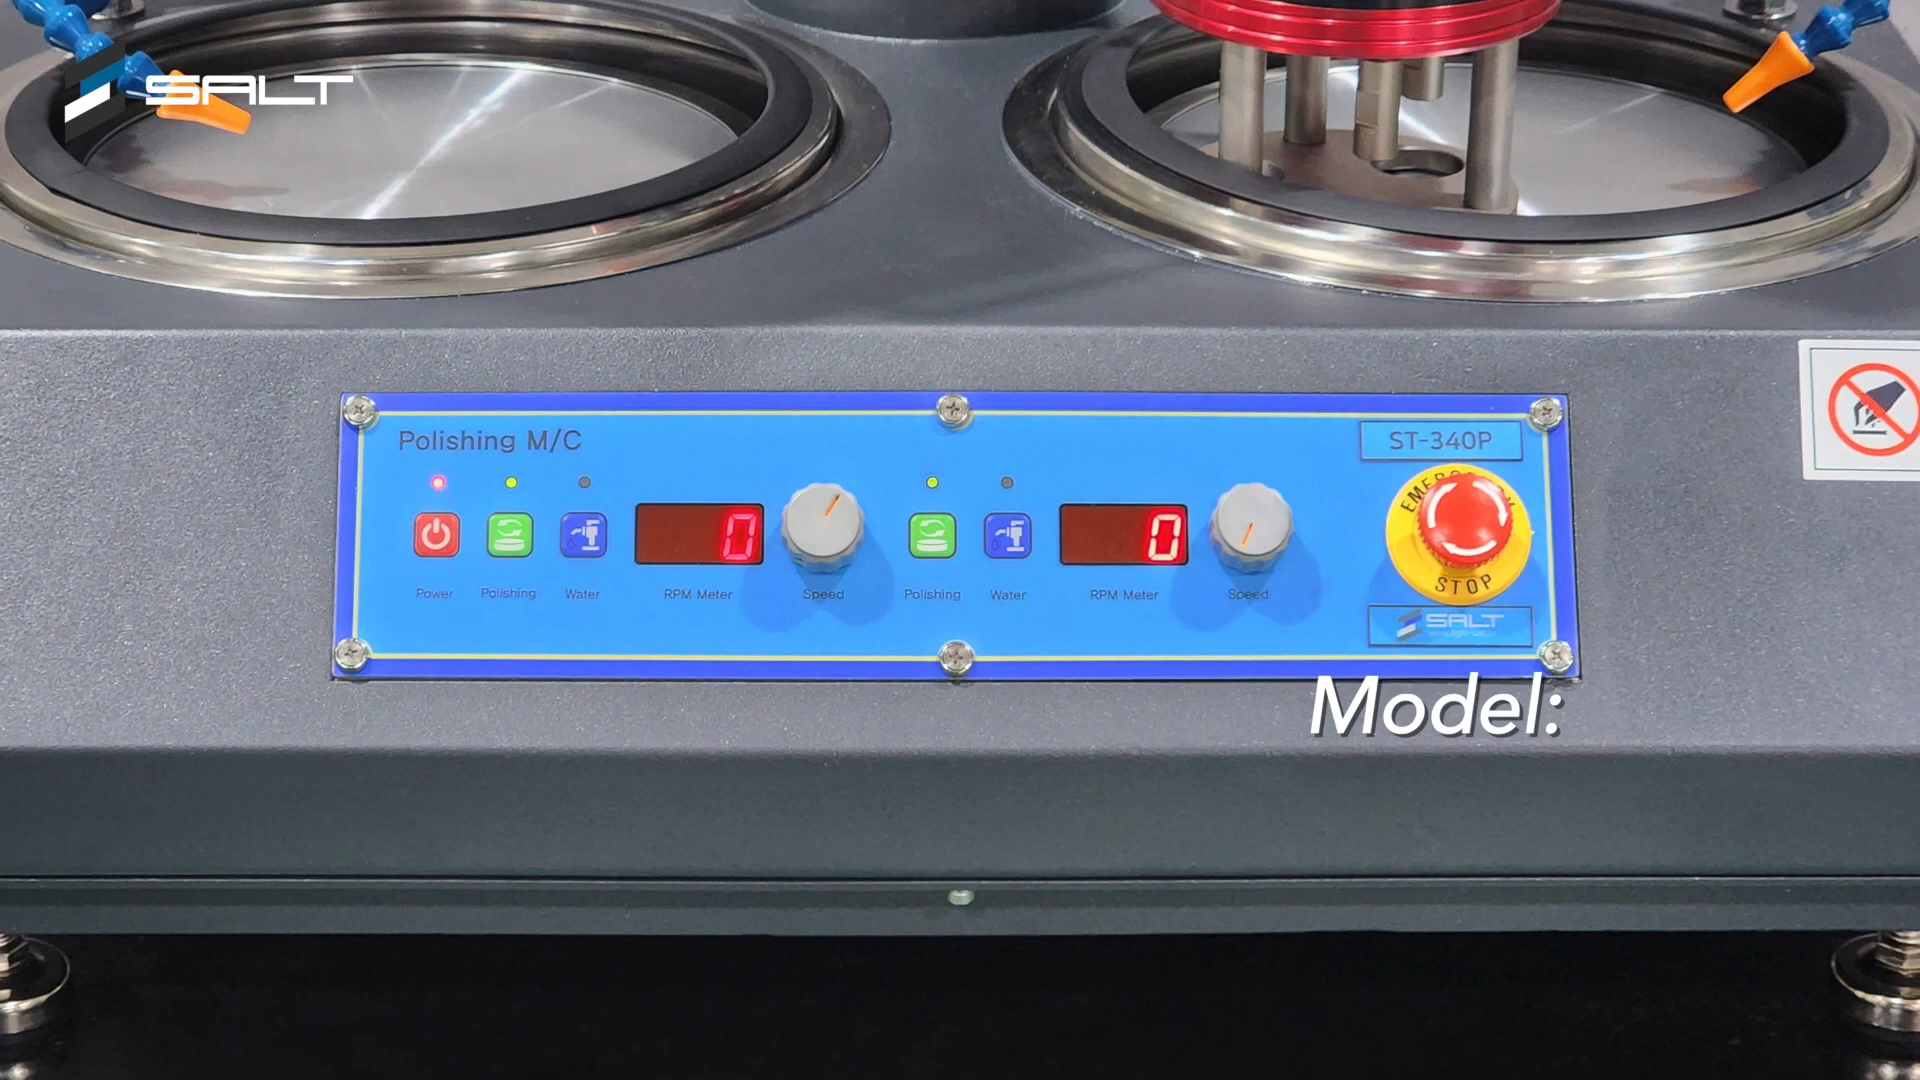 SALT
Polishing M/C
ST-340P
0
0
Power
Polishing
Water
RPM Meter
Speed
Polishing
Water
RPM Meter
Speed
STOP
SALT
Model: